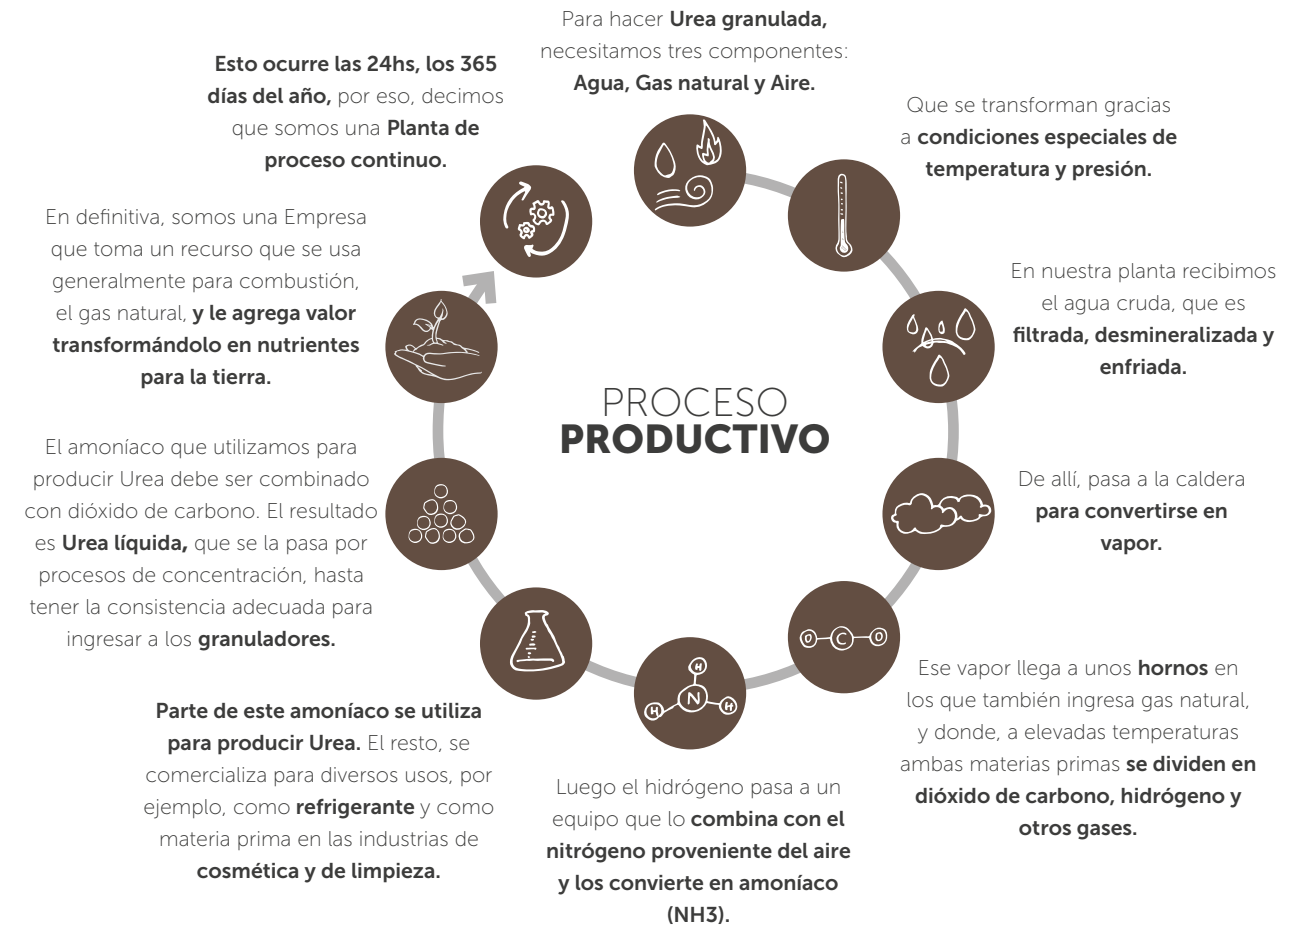 Para hacer Urea granulada,
necesitamos tres componentes:
Agua, Gas natural y Aire.
Que se transforman gracias
a condiciones especiales de
temperatura y presión.
En nuestra planta recibimos
el agua cruda, que es
filtrada, desmineralizada y
enfriada.
De allí, pasa a la caldera
para convertirse en
vapor.
O C O
Ese vapor llega a unos hornos en
los que también ingresa gas natural,
y donde, a elevadas temperaturas
ambas materias primas se dividen en
dióxido de carbono, hidrógeno y
otros gases.
H
H N H
Luego el hidrógeno pasa a un
equipo que lo combina con el
nitrógeno proveniente del aire
y los convierte en amoníaco
(NH3).
Parte de este amoníaco se utiliza
para producir Urea. El resto, se
comercializa para diversos usos, por
ejemplo, como refrigerante y como
materia prima en las industrias de
cosmética y de limpieza.
El amoníaco que utilizamos para
producir Urea debe ser combinado
con dióxido de carbono. El resultado
es Urea líquida, que se la pasa por
procesos de concentración, hasta
tener la consistencia adecuada para
ingresar a los granuladores.
En definitiva, somos una Empresa
que toma un recurso que se usa
generalmente para combustión,
el gas natural, y le agrega valor
transformándolo en nutrientes
para la tierra.
Esto ocurre las 24hs, los 365
días del año, por eso, decimos
que somos una Planta de
proceso continuo.
PROCESO
PRODUCTIVO